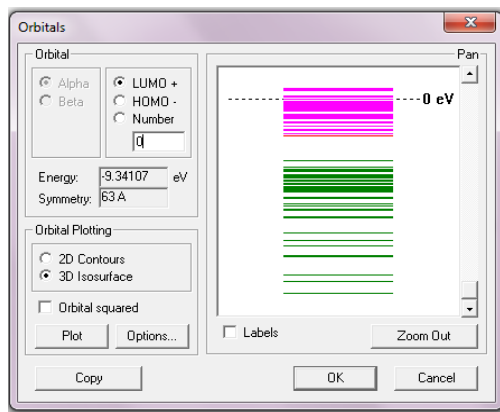 Orbitals
Orbital
Alpha
Beta
LUMO +
HOMO -
Number
0
Energy: -9.34107 eV
Symmetry: 63 A
Orbital Plotting
2D Contours
3D Isosurface
Orbital squared
Plot
Options...
Pan
0 eV
Labels
Zoom Out
Copy
OK
Cancel